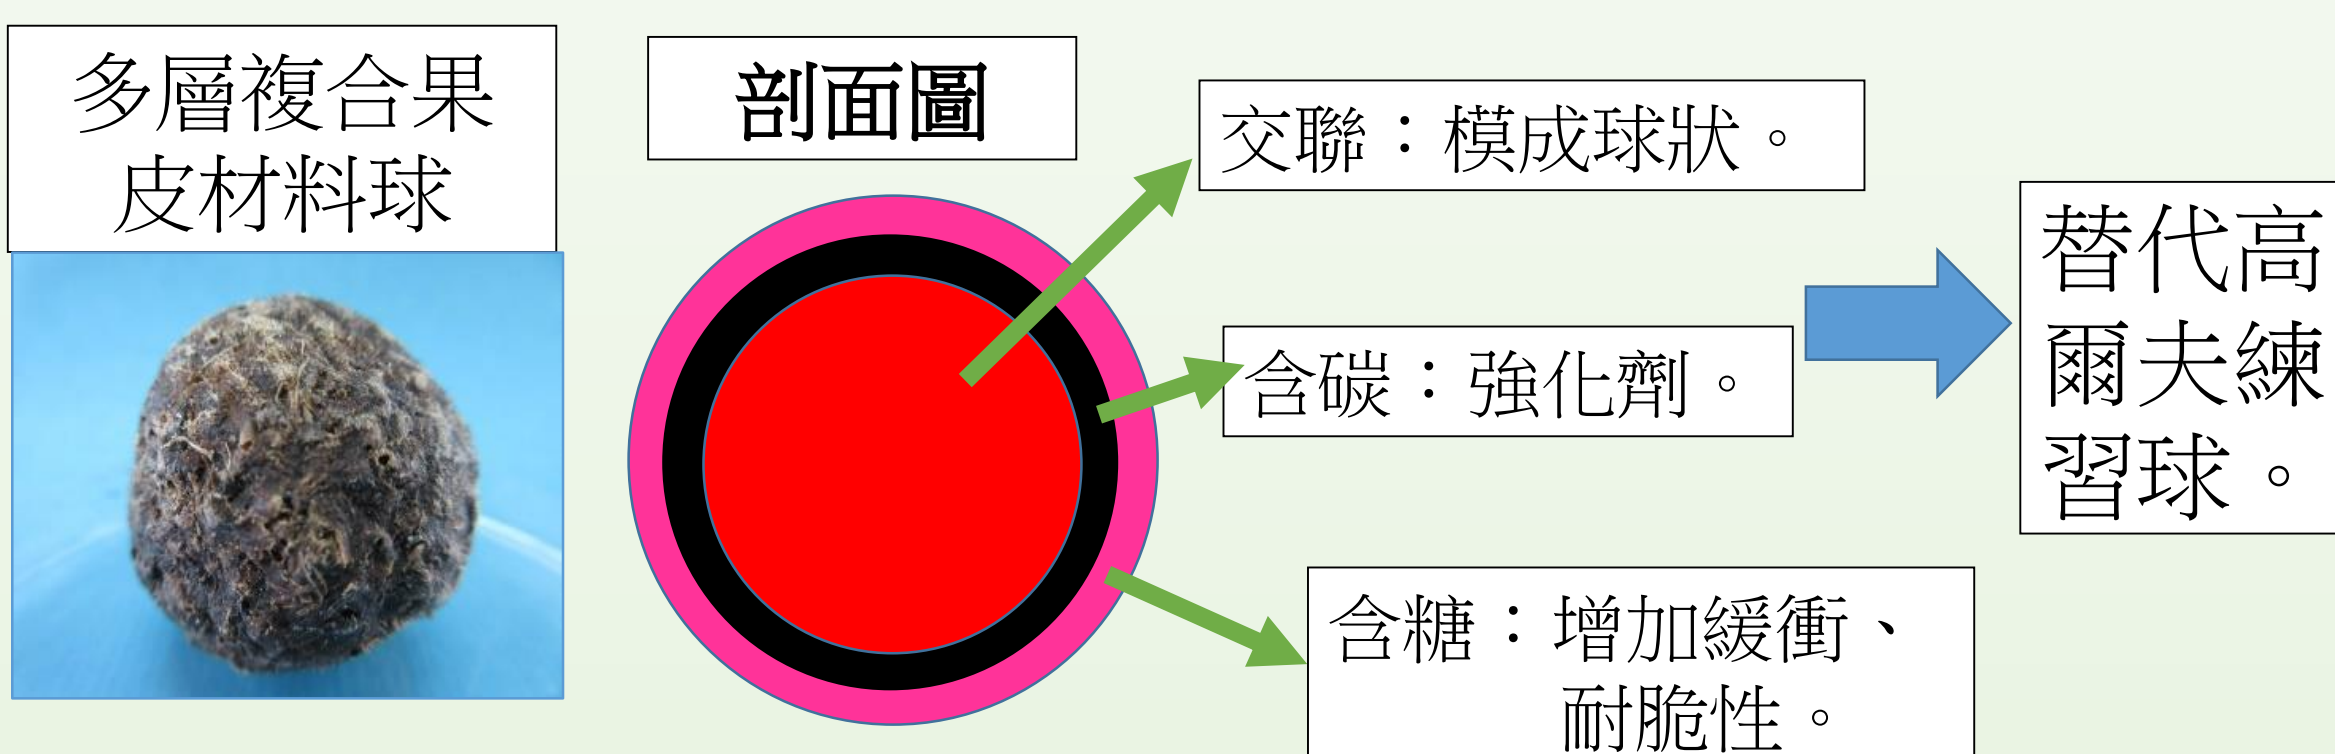 多層複合果
皮材料球
剖面圖
交聯：模成球狀。
含碳：強化劑。
含糖：增加緩衝、
耐脆性。
替代高
爾夫練
習球。